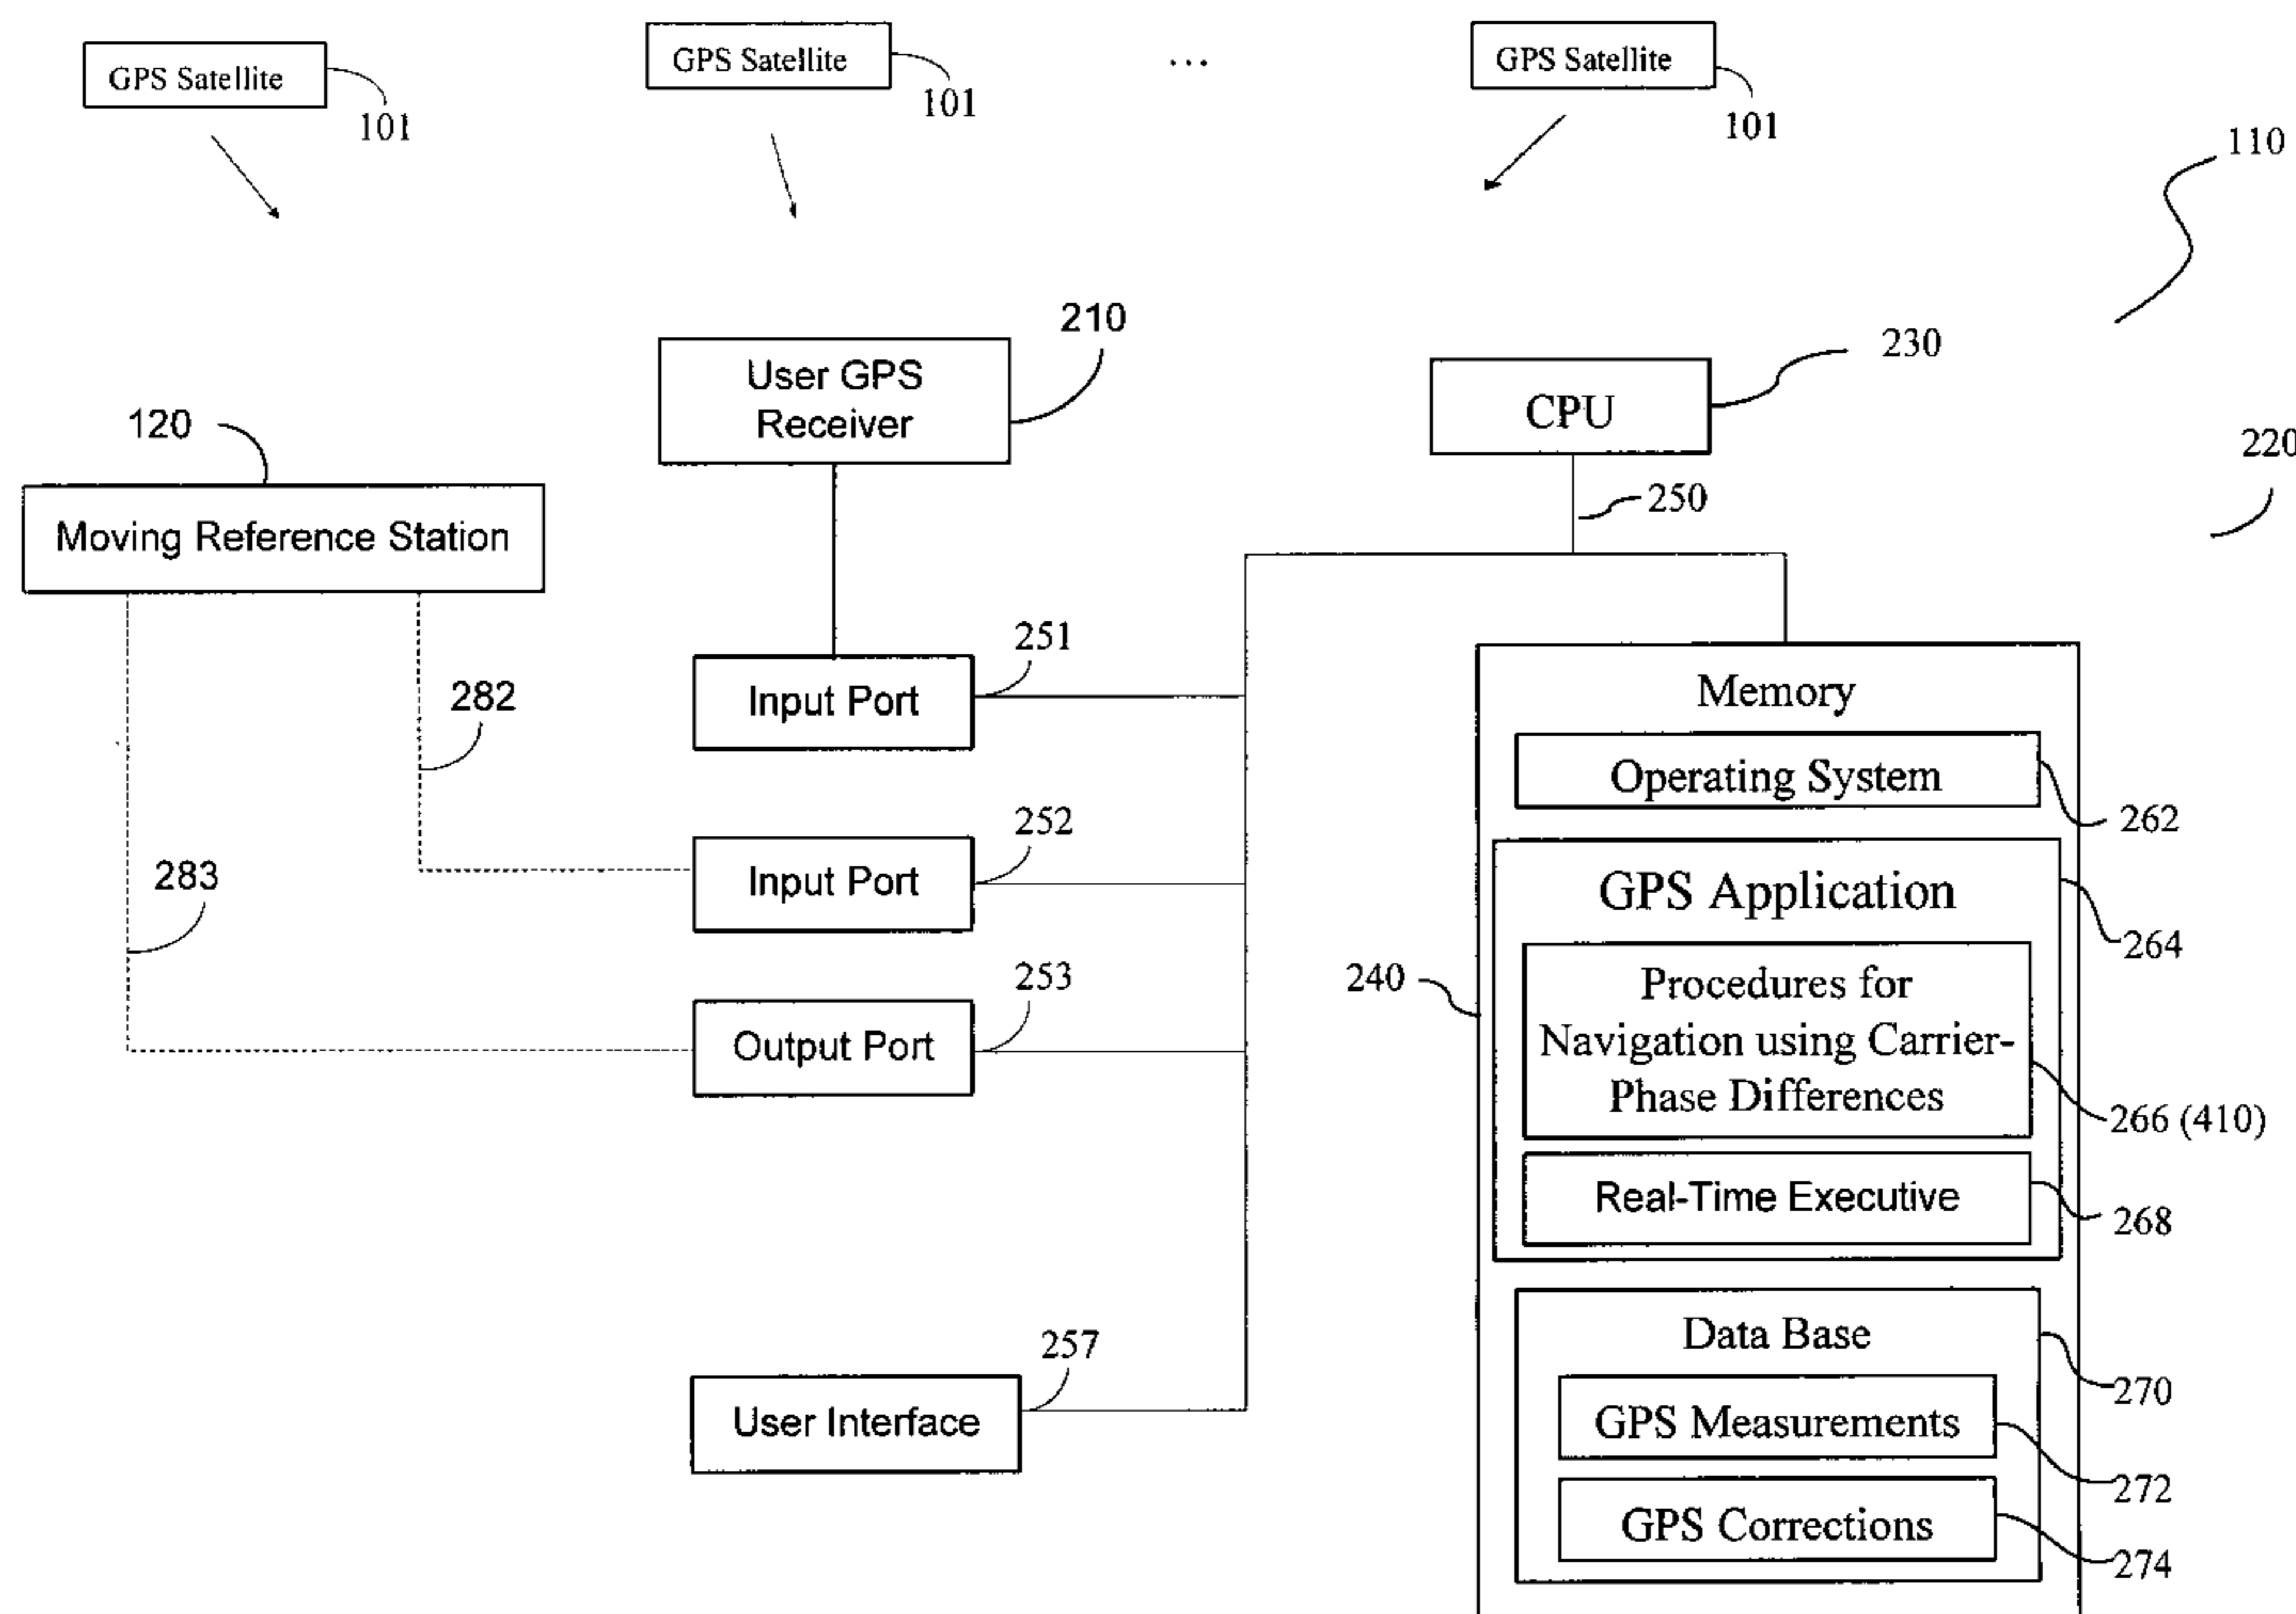 GPS Satellite
101
GPS Satellite
101
...
GPS Satellite
101
110
210
User GPS
Receiver
230
CPU
220
120
Moving Reference Station
250
251
Input Port
282
252
Input Port
283
253
Output Port
257
User Interface
Memory
Operating System
262
GPS Application
264
240
Procedures for
Navigation using Carrier-
Phase Differences
266 (410)
Real-Time Executive
268
Data Base
270
GPS Measurements
272
GPS Corrections
274